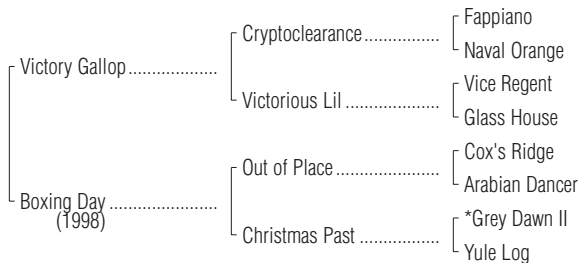 Fappiano
Cryptoclearance................
Naval Orange
Victory Gallop....................
Vice Regent
Victorious Lil .....................
Glass House
Cox's Ridge
Out of Place.......................
Arabian Dancer
Boxing Day .......................
(1998)
*Grey Dawn II
Christmas Past .................
Yule Log